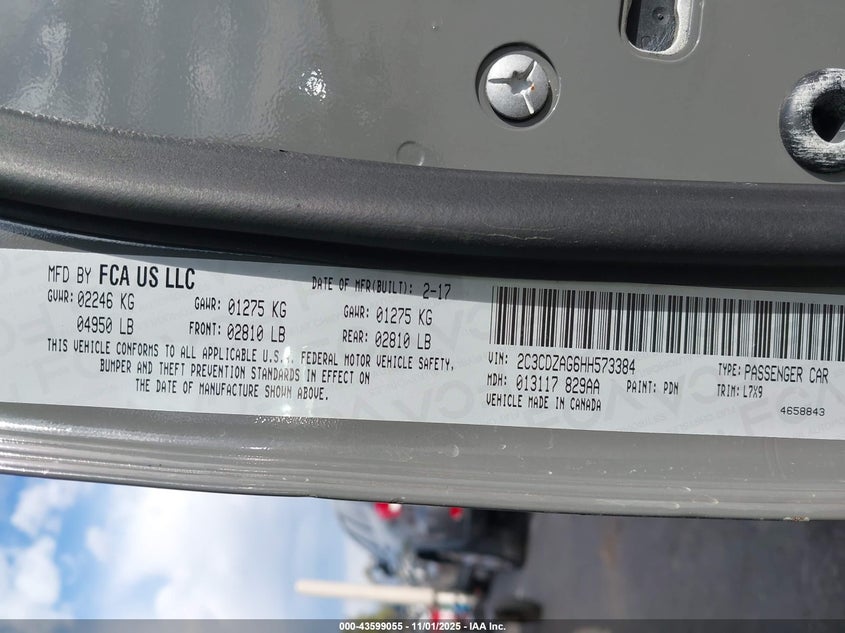 MFD BY FCA US LLC
DATE OF MFR(BUILT): 2-17
GVWR: 02246 KG
GAWR: 01275 KG
GAWR: 01275 KG
04950 LB
FRONT: 02810 LB
REAR: 02810 LB
THIS VEHICLE CONFORMS TO ALL APPLICABLE U.S.A. FEDERAL MOTOR VEHICLE SAFETY,
BUMPER AND THEFT PREVENTION STANDARDS IN EFFECT ON
THE DATE OF MANUFACTURE SHOWN ABOVE.
VIN: 2C3CDZAG6HH573384
TYPE: PASSENGER CAR
MDH: 013117 829AA
PAINT: PDN
TRIM: L7X9
VEHICLE MADE IN CANADA
4658843
000-43599055 - 11/01/2025 - IAA Inc.